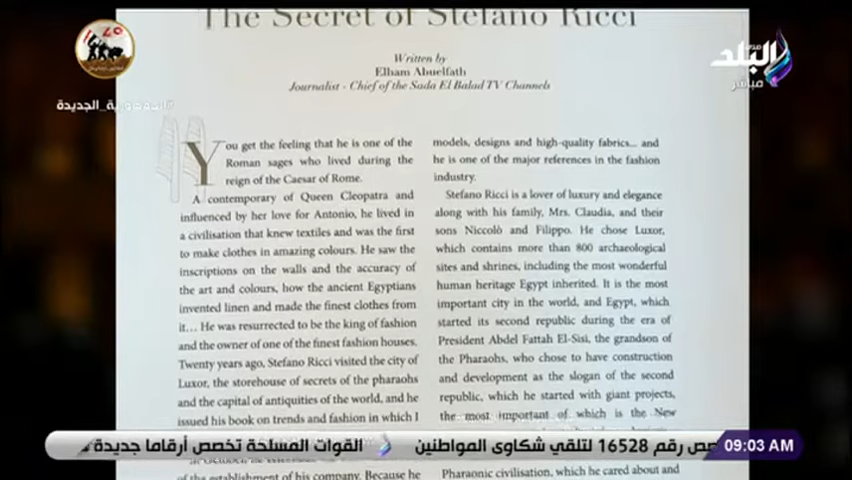 The Secret of Stefano Ricci
Written by
Elham Abuelfath
Journalist - Chief of the Sada El Balad TV Channels
You get the feeling that he is one of the
Roman sages who lived during the
reign of the Caesar of Rome.
A contemporary of Queen Cleopatra and
influenced by her love for Antonio, he lived in
a civilisation that knew textiles and was the first
to make clothes in amazing colours. He saw the
inscriptions on the walls and the accuracy of
the art and colours, how the ancient Egyptians
invented linen and made the finest clothes from
it... He was resurrected to be the king of fashion
and the owner of one of the finest fashion houses.
Twenty years ago, Stefano Ricci visited the city of
Luxor, the storehouse of secrets of the pharaohs
and the capital of antiquities of the world, and he
issued his book on trends and fashion in which I
of the establishment of his company. Because he
models, designs and high-quality fabrics... and
he is one of the major references in the fashion
industry.
Stefano Ricci is a lover of luxury and elegance
along with his family, Mrs. Claudia, and their
sons Niccolò and Filippo. He chose Luxor,
which contains more than 800 archaeological
sites and shrines, including the most wonderful
human heritage Egypt inherited. It is the most
important city in the world, and Egypt, which
started its second republic during the era of
President Abdel Fattah El-Sisi, the grandson of
the Pharaohs, who chose to have construction
and development as the slogan of the second
republic, which he started with giant projects,
the most important of which is the New
Pharaonic civilisation, which he cared about and
صدى
البلد
مباشر
#الجمهورية_الجديدة
صص رقم 16528 لتلقي شكاوى المواطنين
القوات المسلحة تخصص أرقاما جديدة
09:03 AM